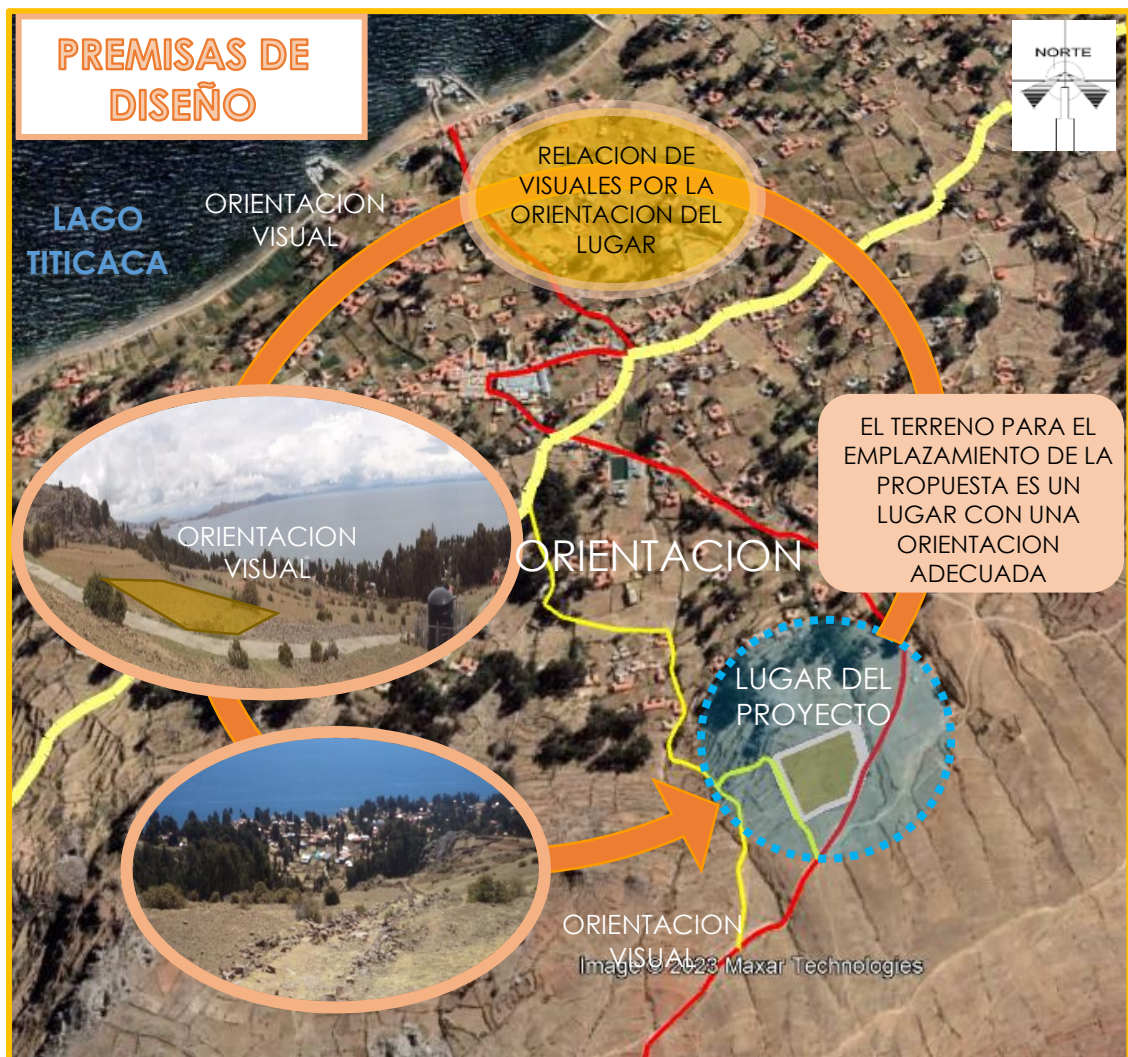 PREMISAS DE
DISEÑO
NORTE
RELACION DE
VISUALES POR LA
ORIENTACION DEL
LUGAR
LAGO
TITICACA
ORIENTACION
VISUAL
EL TERRENO PARA EL
EMPLAZAMIENTO DE LA
PROPUESTA ES UN
LUGAR CON UNA
ORIENTACION
ADECUADA
ORIENTACION
VISUAL
ORIENTACION
LUGAR DEL
PROYECTO
ORIENTACION
VISUAL
Image © 2023 Maxar Technologies